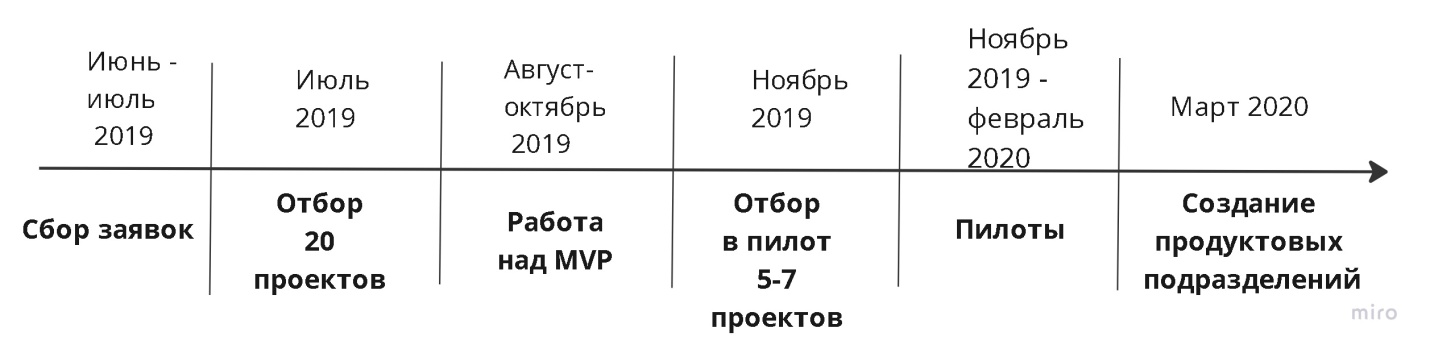 Июнь -
июль
2019
Июль
2019
Август-
октябрь
2019
Ноябрь
2019
Ноябрь
2019 -
февраль
2020
Март 2020
Сбор заявок
Отбор
20
проектов
Работа
над MVP
Отбор
в пилот
5-7
проектов
Пилоты
Создание
продуктовых
подразделений
miro